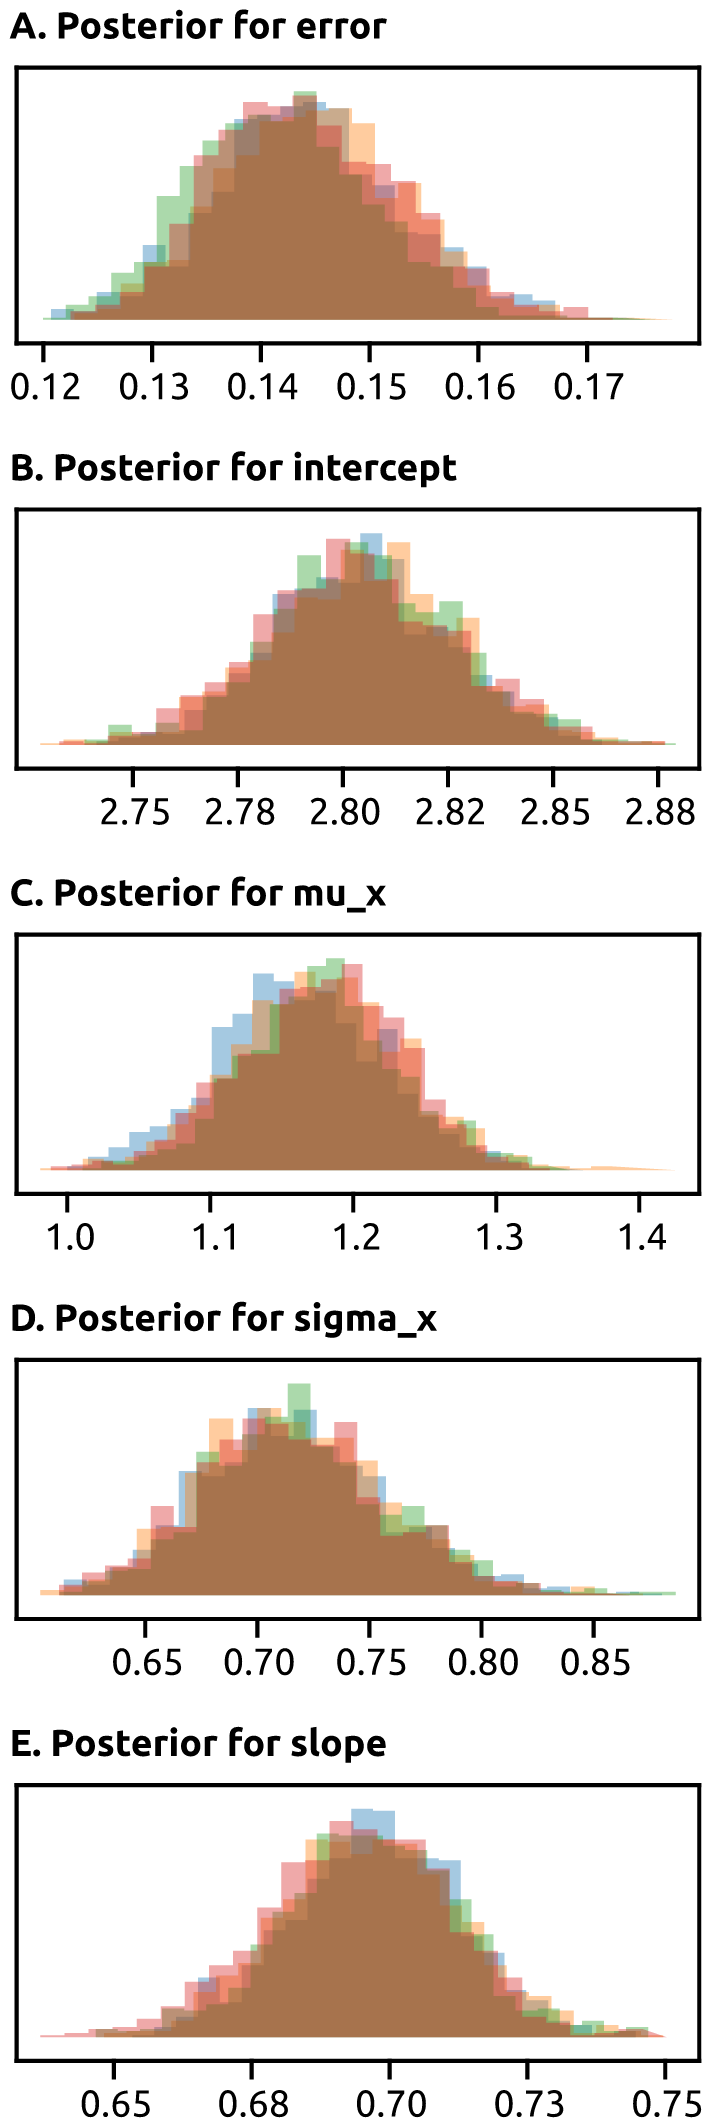 A. Posterior for error
0.12 0.13 0.14 0.15 0.16 0.17
B. Posterior for intercept
2.75 2.78 2.80 2.82 2.85 2.88
C. Posterior for mu_x
1.0 1.1 1.2 1.3 1.4
D. Posterior for sigma_x
0.65 0.70 0.75 0.80 0.85
E. Posterior for slope
0.65 0.68 0.70 0.73 0.75